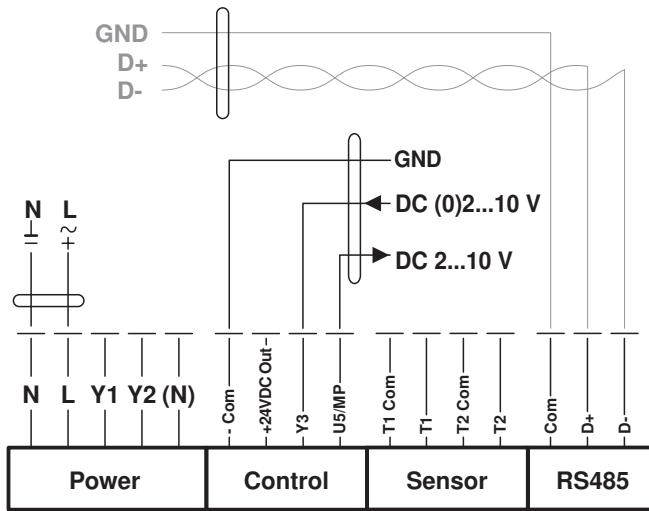 GND
D+
D-
GND
DC (0)2...10 V
DC 2...10 V
N L
~
+
N L Y1 Y2 (N)
- Com
+24VDC Out
Y3
U5/MP
T1 Com
T1
T2 Com
T2
Com
D+
D-
Power Control Sensor RS485